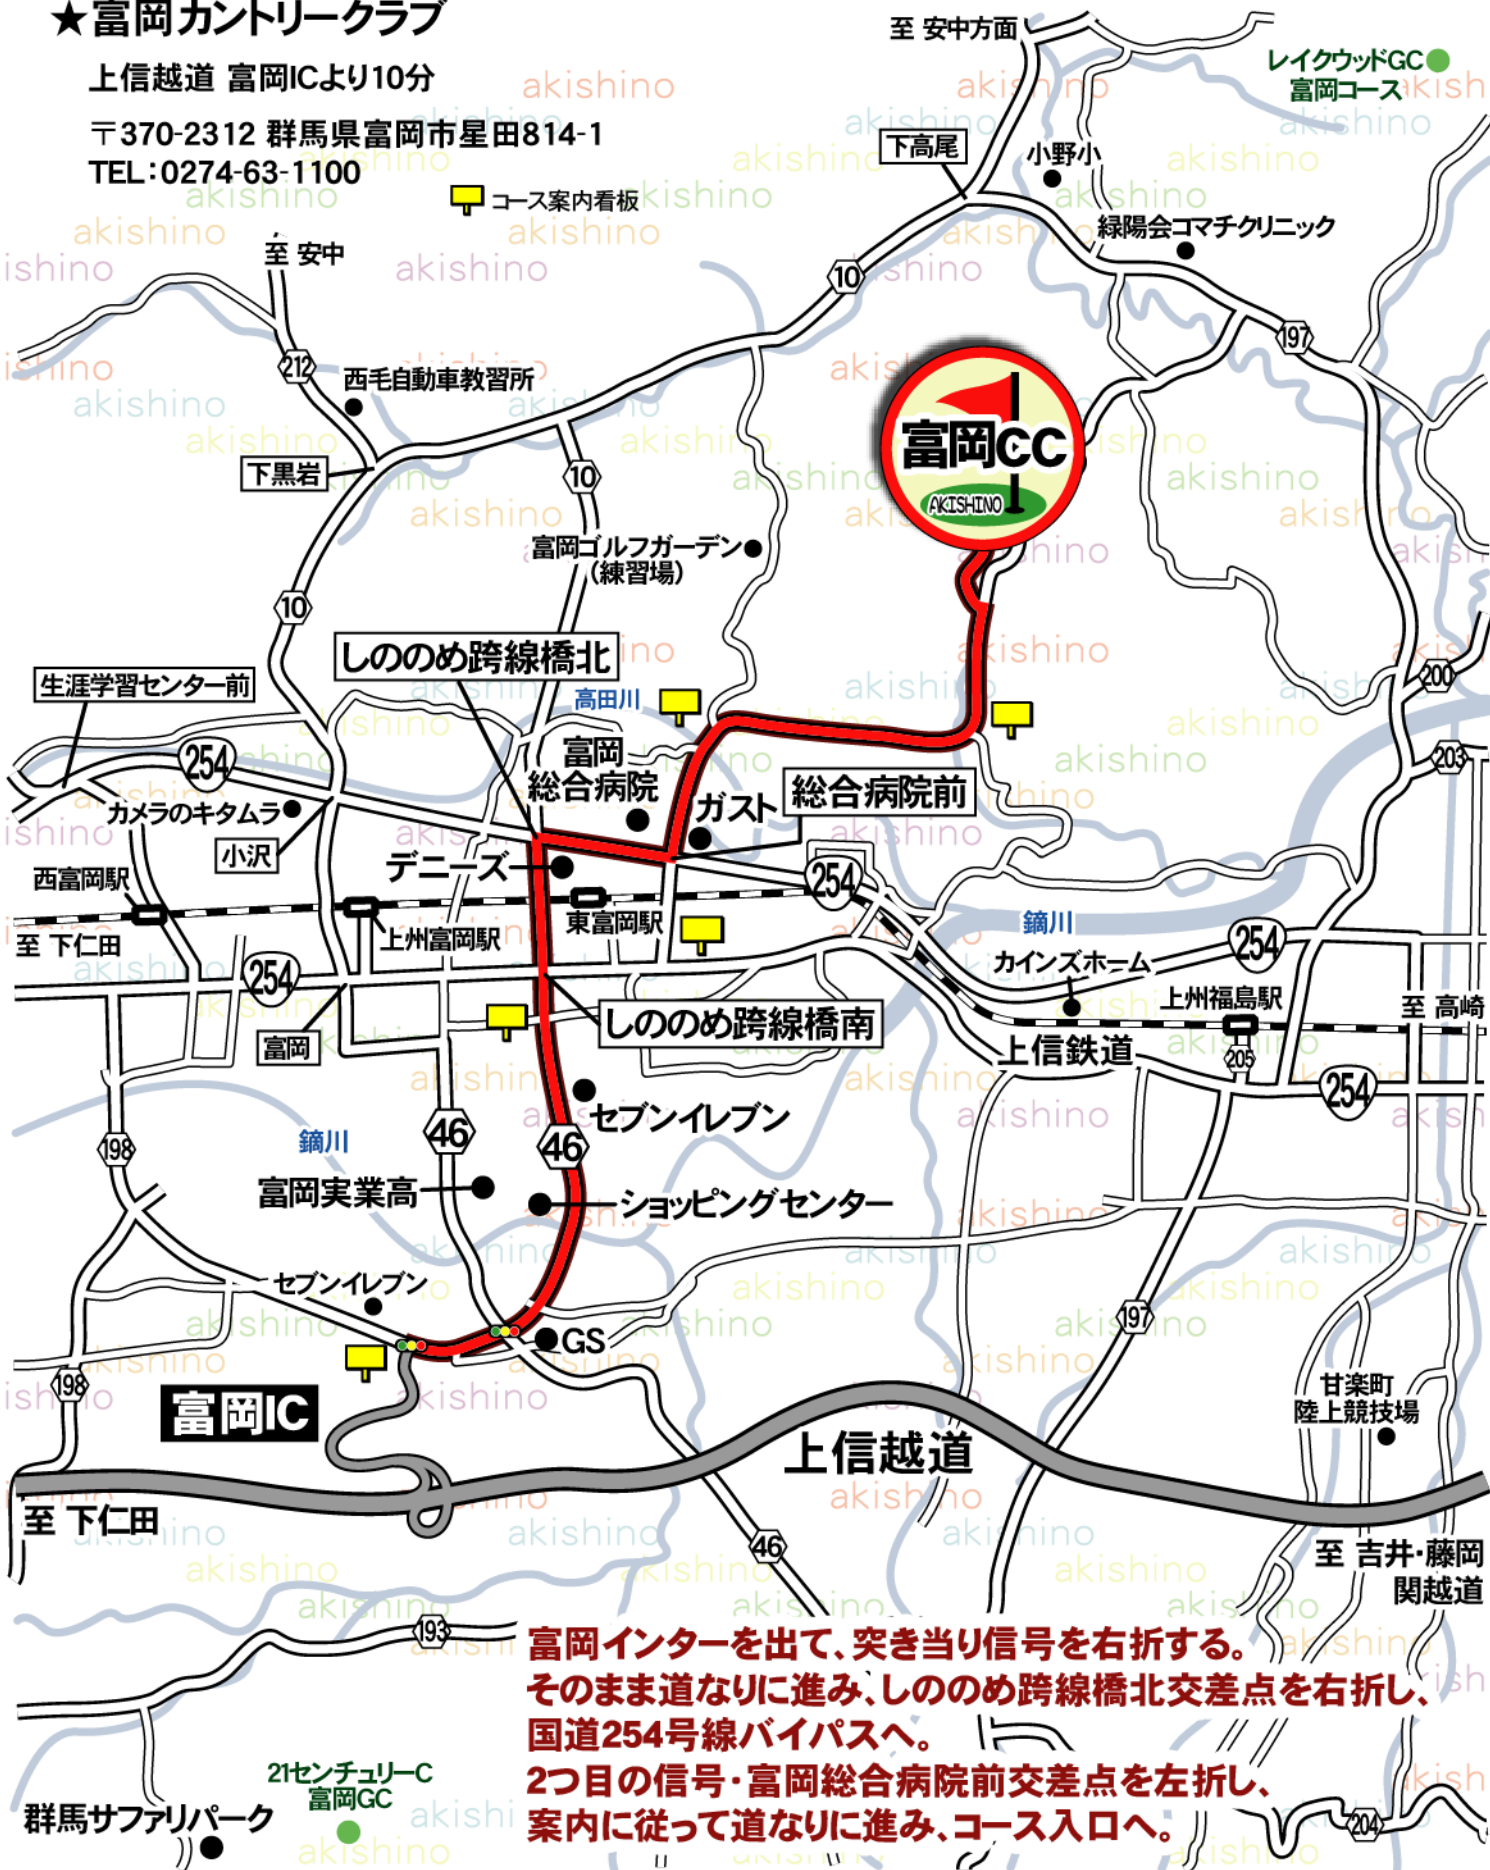 ★富岡カントリークラブ
上信越道 富岡ICより10分
〒370-2312 群馬県富岡市星田814-1
TEL:0274-63-1100
コース案内看板
至 安中方面
レイクウッドGC
富岡コース
下高尾
小野小
緑陽会コマチクリニック
至 安中
10
197
212
西毛自動車教習所
下黒岩
10
富岡CC
AKISHINO
富岡ゴルフガーデン
(練習場)
10
しののめ跨線橋北
生涯学習センター前
高田川
200
254
富岡
総合病院
203
カメラのキタムラ
ガスト
総合病院前
小沢
デニーズ
西富岡駅
254
至 下仁田
上州富岡駅
東富岡駅
鏑川
254
カインズホーム
254
上州福島駅
至 高崎
富岡
しののめ跨線橋南
上信鉄道
205
254
セブンイレブン
鏑川
198
46
46
富岡実業高
ショッピングセンター
セブンイレブン
GS
197
198
富岡IC
甘楽町
陸上競技場
上信越道
至 下仁田
46
至 吉井・藤岡
関越道
193
富岡インターを出て、突き当り信号を右折する。
そのまま道なりに進み、しののめ跨線橋北交差点を右折し、
国道254号線バイパスへ。
2つ目の信号・富岡総合病院前交差点を左折し、
案内に従って道なりに進み、コース入口へ。
21センチュリーC
富岡GC
群馬サファリパーク
204
akishino